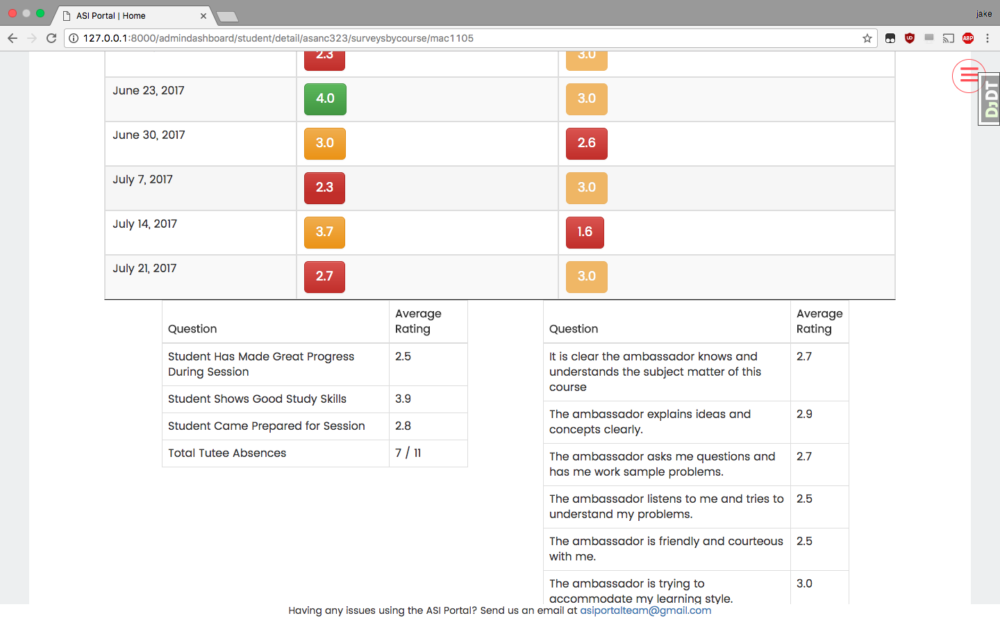 ASI Portal | Home
jake
127.0.0.1:8000/admindashboard/student/detail/asanc323/surveysbycourse/mac1105
UD
ABP
2.3 3.0
DJDT
June 23, 2017 4.0 3.0
June 30, 2017 3.0 2.6
July 7, 2017 2.3 3.0
July 14, 2017 3.7 1.6
July 21, 2017 2.7 3.0
Question Average
Rating
Student Has Made Great Progress 2.5
During Session
Student Shows Good Study Skills 3.9
Student Came Prepared for Session 2.8
Total Tutee Absences 7 / 11
Question Average
Rating
It is clear the ambassador knows and 2.7
understands the subject matter of this
course
The ambassador explains ideas and 2.9
concepts clearly.
The ambassador asks me questions and 2.7
has me work sample problems.
The ambassador listens to me and tries to 2.5
understand my problems.
The ambassador is friendly and courteous 2.5
with me.
The ambassador is trying to 3.0
accommodate my learning style.
Having any issues using the ASI Portal? Send us an email at asiportalteam@gmail.com